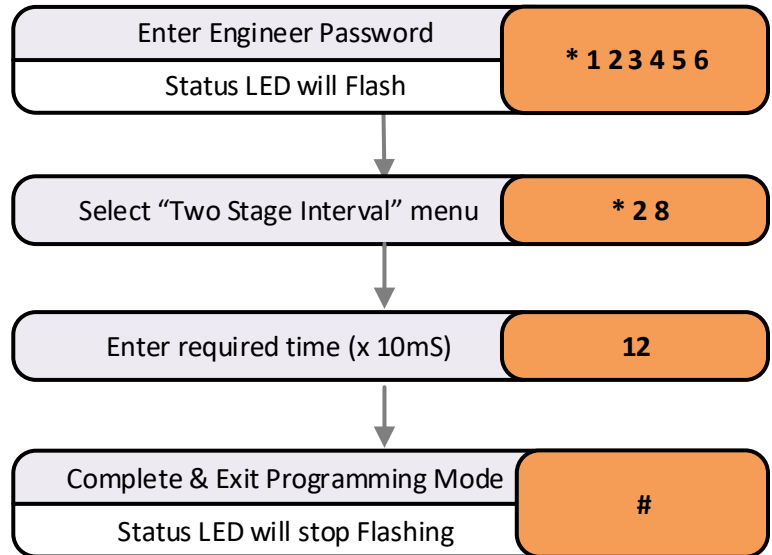 Enter Engineer Password
* 1 2 3 4 5 6
Status LED will Flash
Select “Two Stage Interval” menu
* 2 8
Enter required time (x 10mS)
12
Complete & Exit Programming Mode
#
Status LED will stop Flashing